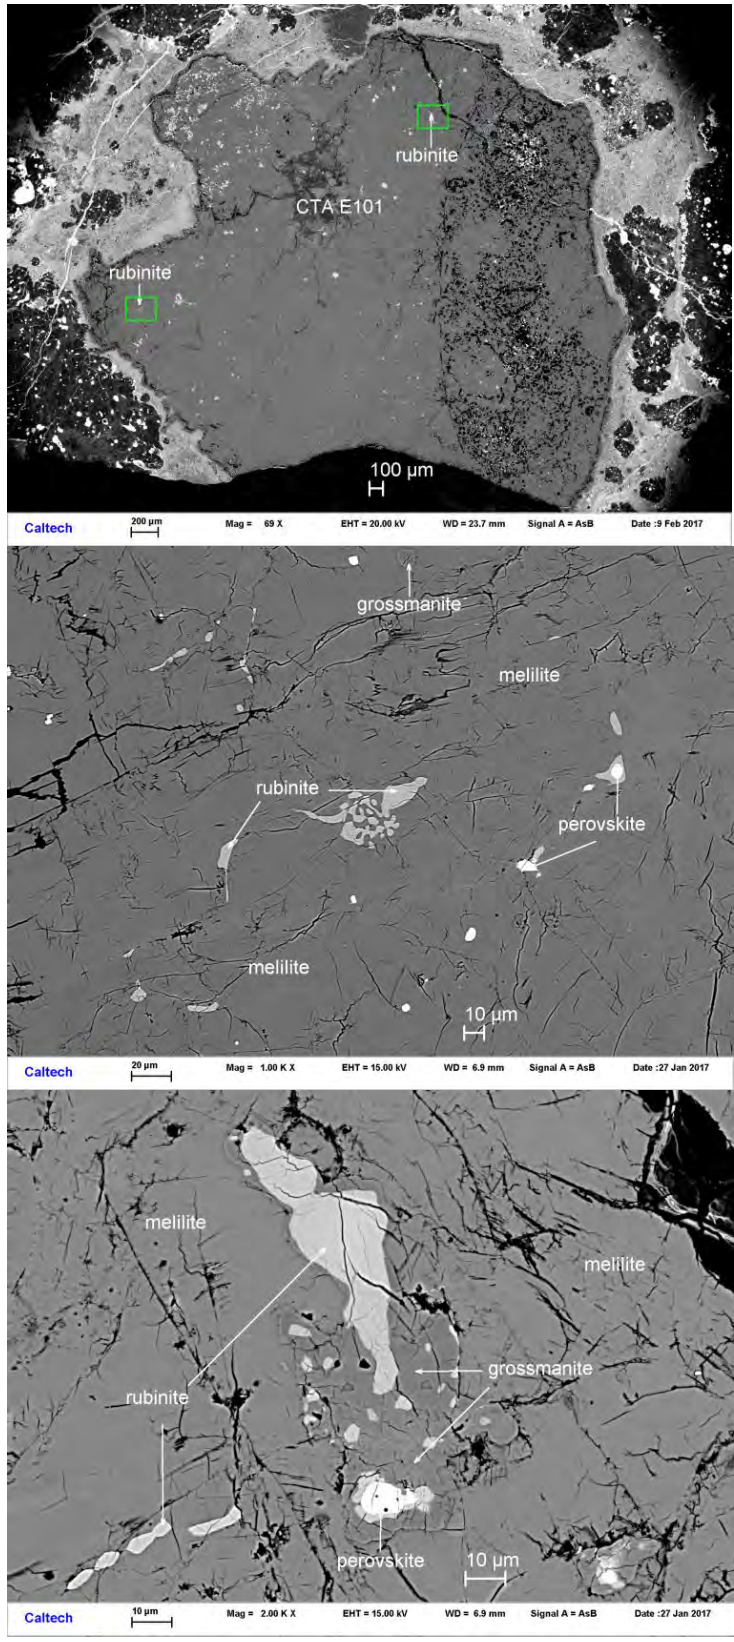 rubinite
CTA E101
rubinite
100 µm
Caltech
200 µm
Mag = 69 X
EHT = 20.00 kV
WD = 23.7 mm
Signal A = AsB
Date :9 Feb 2017
grossmanite
melilite
rubinite
perovskite
melilite
10 µm
Caltech
20 µm
Mag = 1.00 K X
EHT = 15.00 kV
WD = 6.9 mm
Signal A = AsB
Date :27 Jan 2017
melilite
melilite
grossmanite
rubinite
perovskite
10 µm
Caltech
10 µm
Mag = 2.00 K X
EHT = 15.00 kV
WD = 6.9 mm
Signal A = AsB
Date :27 Jan 2017